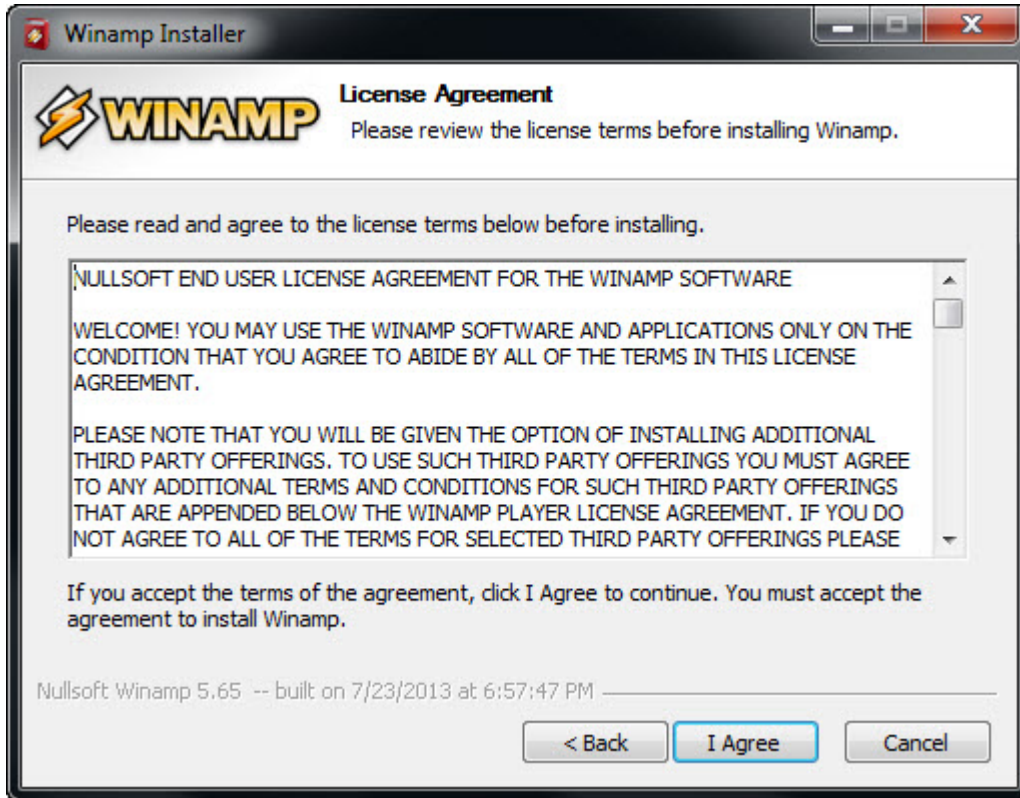 Winamp Installer
WINAMP
License Agreement
Please review the license terms before installing Winamp.
Please read and agree to the license terms below before installing.
NULLSOFT END USER LICENSE AGREEMENT FOR THE WINAMP SOFTWARE
WELCOME! YOU MAY USE THE WINAMP SOFTWARE AND APPLICATIONS ONLY ON THE
CONDITION THAT YOU AGREE TO ABIDE BY ALL OF THE TERMS IN THIS LICENSE
AGREEMENT.
PLEASE NOTE THAT YOU WILL BE GIVEN THE OPTION OF INSTALLING ADDITIONAL
THIRD PARTY OFFERINGS. TO USE SUCH THIRD PARTY OFFERINGS YOU MUST AGREE
TO ANY ADDITIONAL TERMS AND CONDITIONS FOR SUCH THIRD PARTY OFFERINGS
THAT ARE APPENDED BELOW THE WINAMP PLAYER LICENSE AGREEMENT. IF YOU DO
NOT AGREE TO ALL OF THE TERMS FOR SELECTED THIRD PARTY OFFERINGS PLEASE
If you accept the terms of the agreement, click I Agree to continue. You must accept the
agreement to install Winamp.
Nullsoft Winamp 5.65 -- built on 7/23/2013 at 6:57:47 PM
< Back
I Agree
Cancel